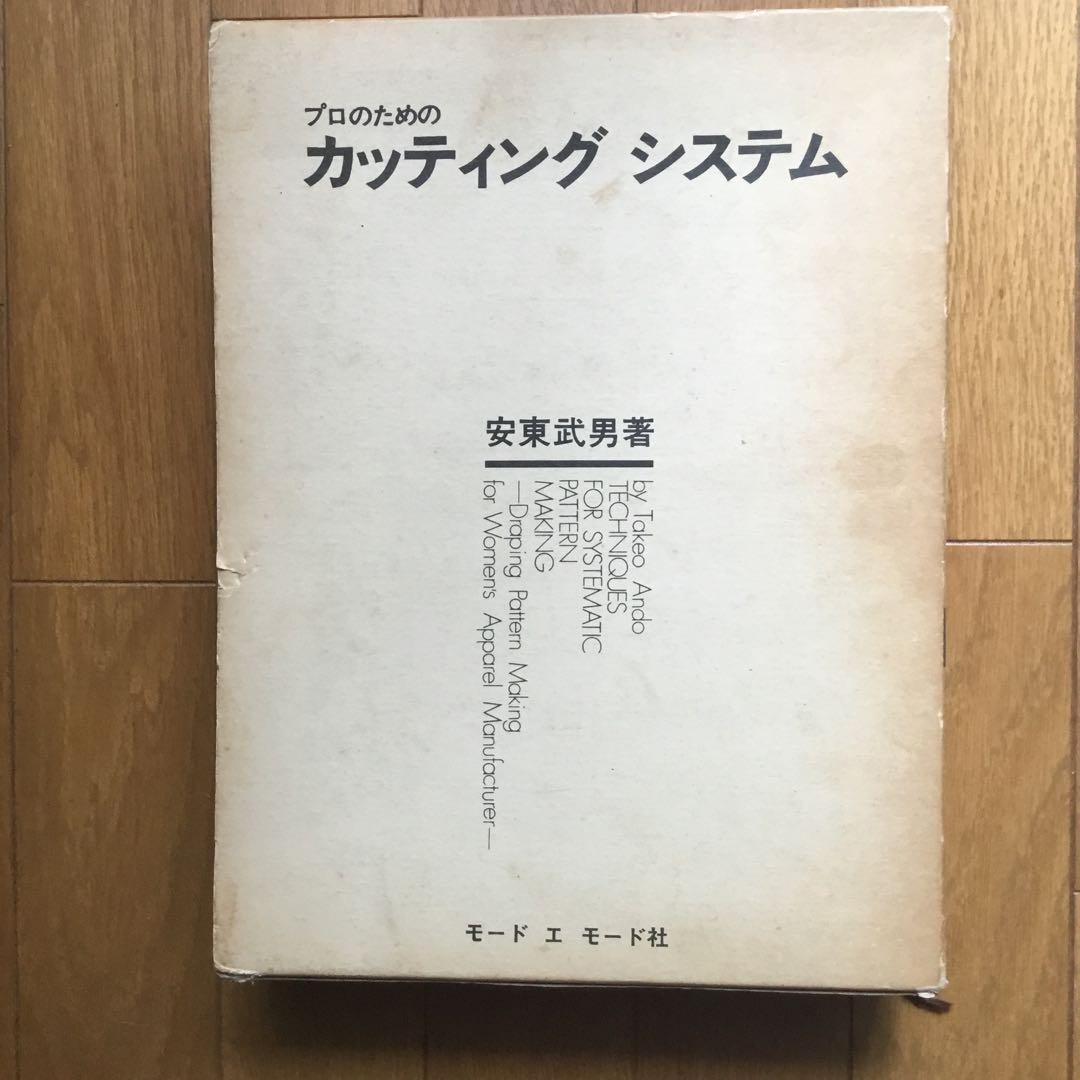 プロのための
カッティング システム
安東武男著
by Takeo Ando
TECHNIQUES
FOR SYSTEMATIC
PATTERN
MAKING
—Draping Pattern Making
for Women's Apparel Manufacturer—
モード エ モード社